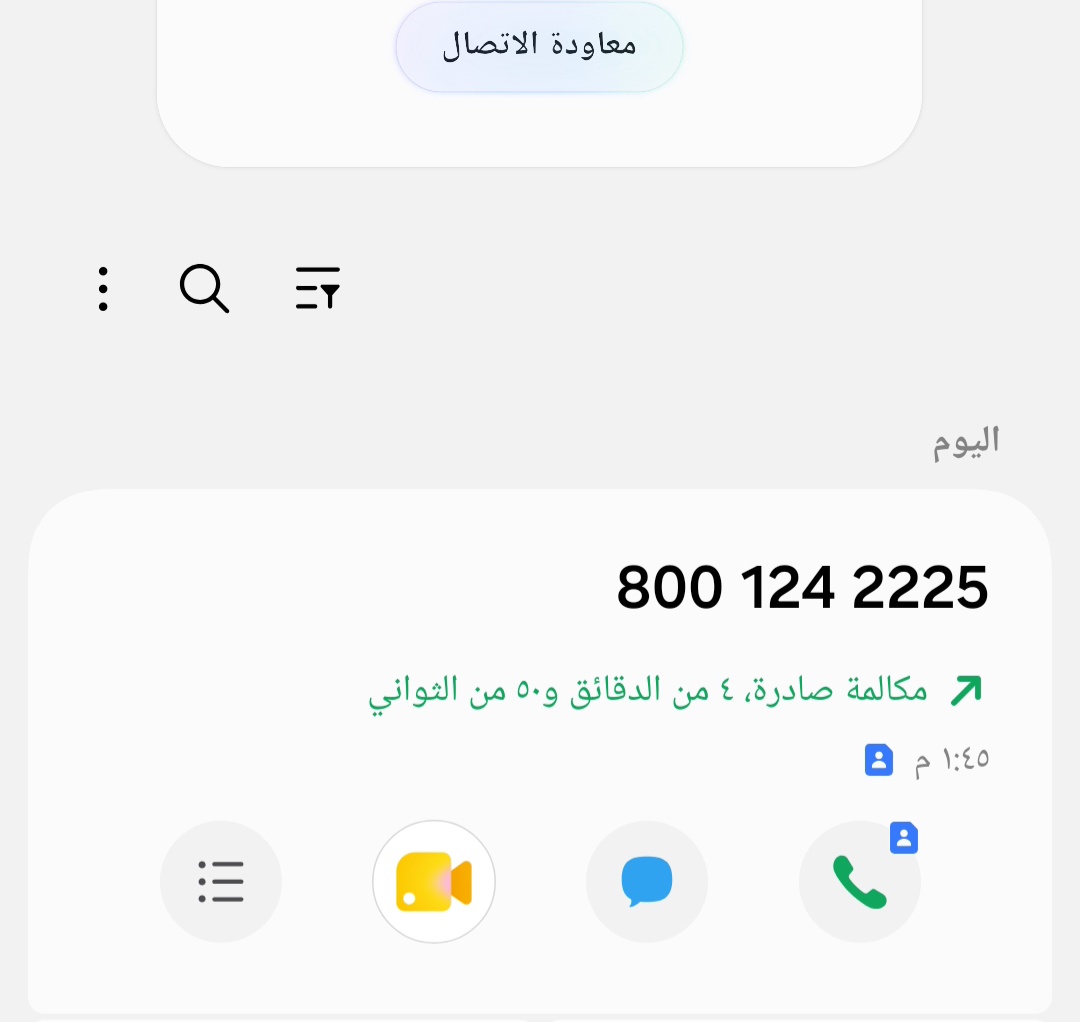 معاودة الاتصال
اليوم
800 124 2225
مكالمة صادرة، ٤ من الدقائق و٥٠ من الثواني
١:٤٥ م